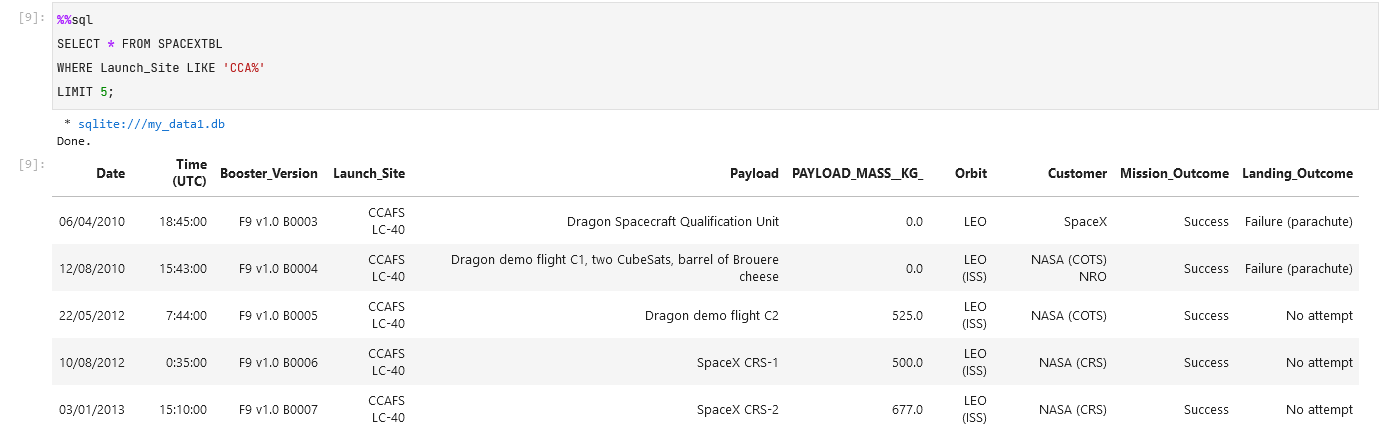 [9]:
%%sql
SELECT * FROM SPACEXTBL
WHERE Launch_Site LIKE 'CCA%'
LIMIT 5;
* sqlite:///my_data1.db
Done.
[9]:
Date Time (UTC) Booster_Version Launch_Site Payload PAYLOAD_MASS__KG_ Orbit Customer Mission_Outcome Landing_Outcome
06/04/2010 18:45:00 F9 v1.0 B0003 CCAFS LC-40 Dragon Spacecraft Qualification Unit 0.0 LEO SpaceX Success Failure (parachute)
12/08/2010 15:43:00 F9 v1.0 B0004 CCAFS LC-40 Dragon demo flight C1, two CubeSats, barrel of Brouere cheese 0.0 LEO (ISS) NASA (COTS) NRO Success Failure (parachute)
22/05/2012 7:44:00 F9 v1.0 B0005 CCAFS LC-40 Dragon demo flight C2 525.0 LEO (ISS) NASA (COTS) Success No attempt
10/08/2012 0:35:00 F9 v1.0 B0006 CCAFS LC-40 SpaceX CRS-1 500.0 LEO (ISS) NASA (CRS) Success No attempt
03/01/2013 15:10:00 F9 v1.0 B0007 CCAFS LC-40 SpaceX CRS-2 677.0 LEO (ISS) NASA (CRS) Success No attempt